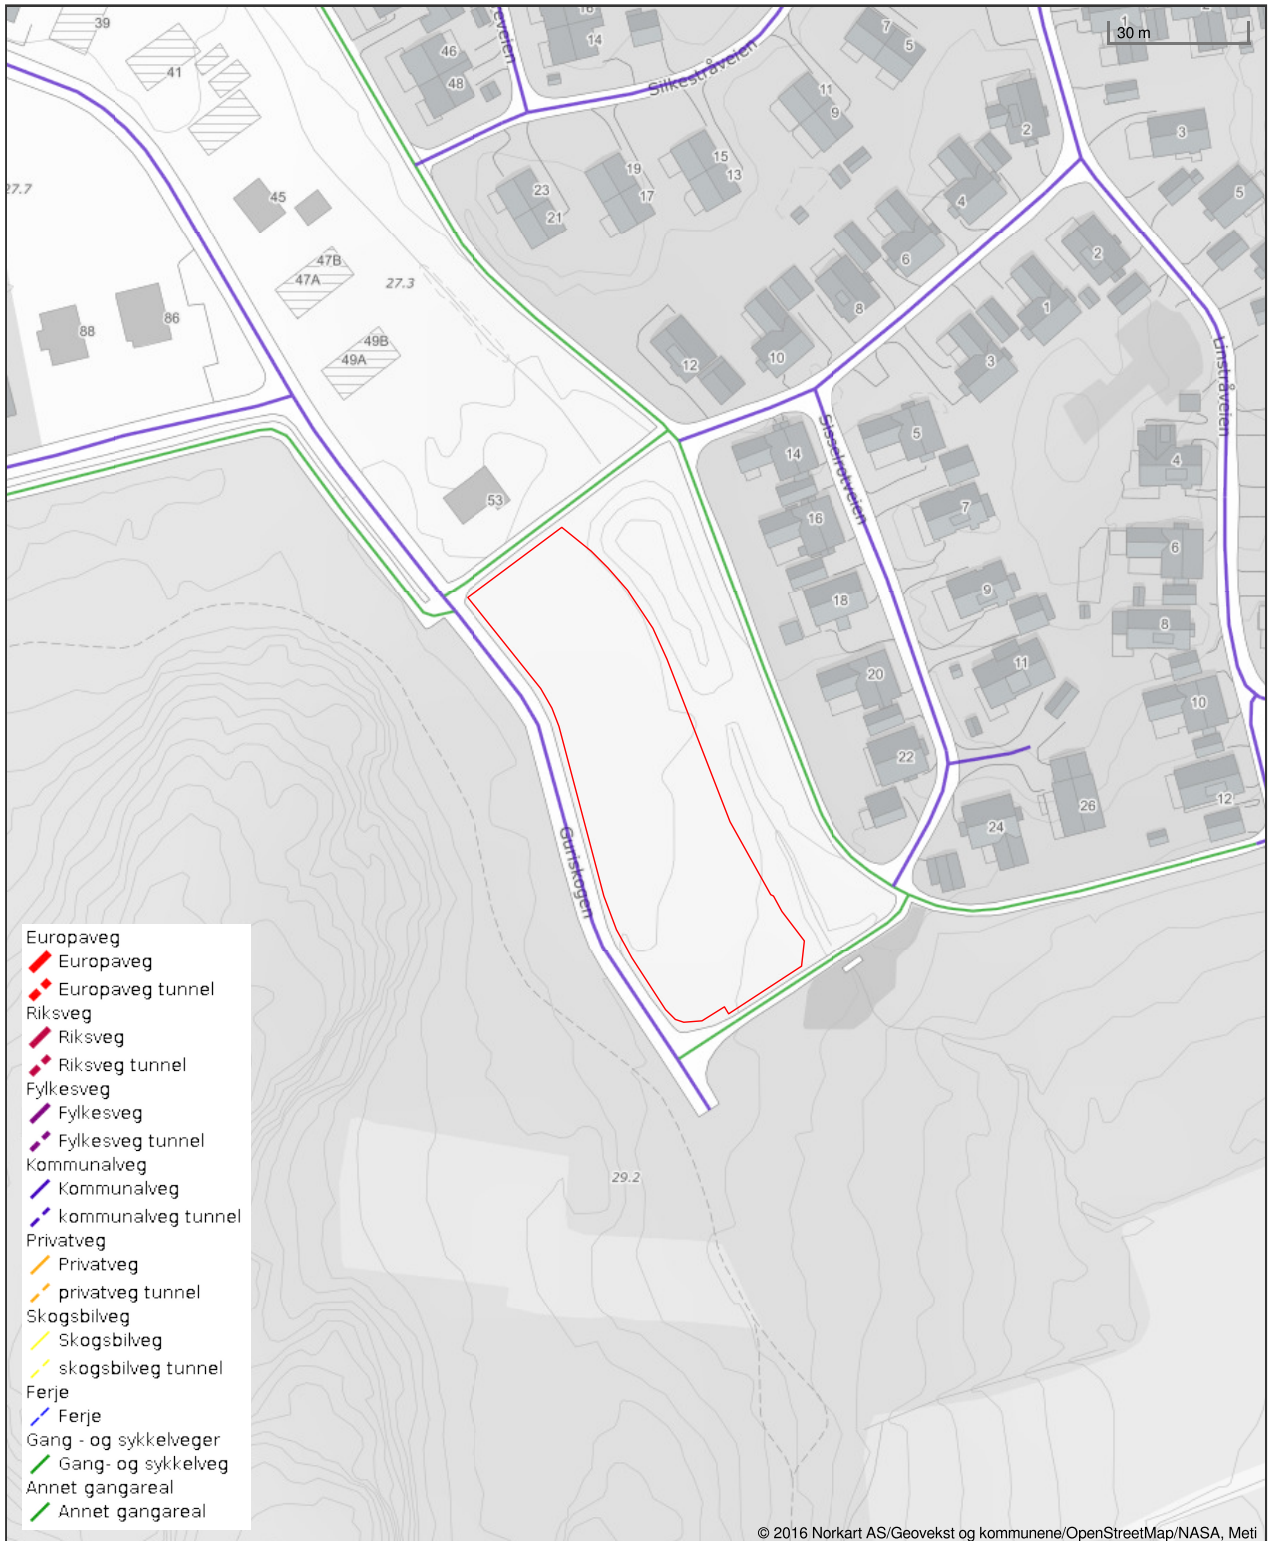 39
41
46
48
16
14
7
5
1
2
30 m
Silkestråveien
11
9
2
3
5
15
13
19
17
23
21
45
4
6
2
27.7
47B
47A
27.3
8
1
88
86
49B
49A
12
10
3
Linstråveien
Sisselrotveien
5
14
4
53
16
7
6
9
18
8
11
20
10
22
12
26
24
Guriskogen
29.2
Europaveg
Europaveg
Europaveg tunnel
Riksveg
Riksveg
Riksveg tunnel
Fylkesveg
Fylkesveg
Fylkesveg tunnel
Kommunalveg
Kommunalveg
kommunalveg tunnel
Privatveg
Privatveg
privatveg tunnel
Skogsbilveg
Skogsbilveg
skogsbilveg tunnel
Ferje
Ferje
Gang - og sykkelveger
Gang- og sykkelveg
Annet gangareal
Annet gangareal
© 2016 Norkart AS/Geovekst og kommunene/OpenStreetMap/NASA, Meti